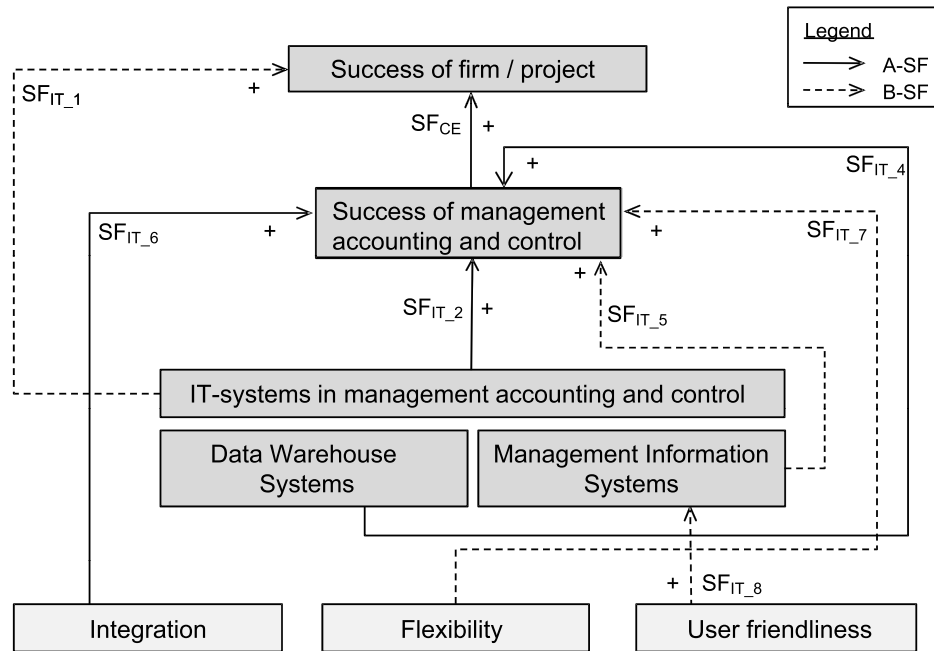 Legend
A-SF
B-SF
Success of firm / project
SF_IT_1
+
SF_CE
+
+
SF_IT_4
Success of management
accounting and control
SF_IT_6
+
+
SF_IT_7
+
SF_IT_2
+
SF_IT_5
IT-systems in management accounting and control
Data Warehouse
Systems
Management Information
Systems
+
SF_IT_8
Integration
Flexibility
User friendliness